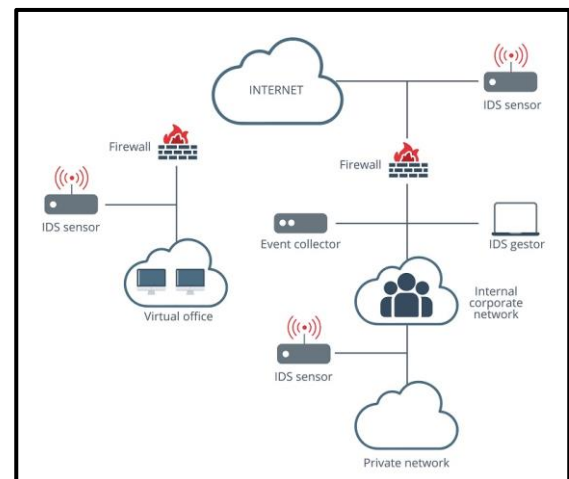 INTERNET
IDS sensor
Firewall
Firewall
IDS sensor
Event collector
IDS gestor
Virtual office
Internal
corporate
network
IDS sensor
Private network